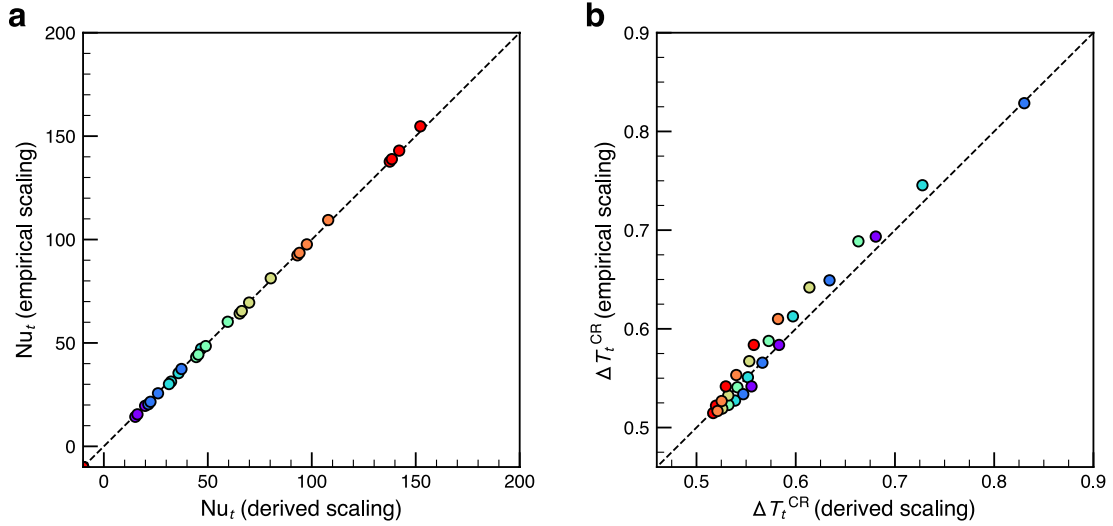 a
200
150
100
50
0
Nu_t (empirical scaling)
0 50 100 150 200
Nu_t (derived scaling)
b
0.9
0.8
0.7
0.6
0.5
ΔT_t^CR (empirical scaling)
0.5 0.6 0.7 0.8 0.9
ΔT_t^CR (derived scaling)